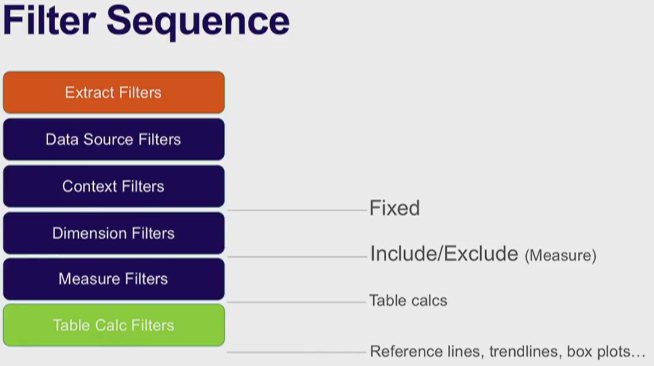 Filter Sequence
Extract Filters
Data Source Filters
Context Filters
Fixed
Dimension Filters
Include/Exclude (Measure)
Measure Filters
Table calcs
Table Calc Filters
Reference lines, trendlines, box plots…